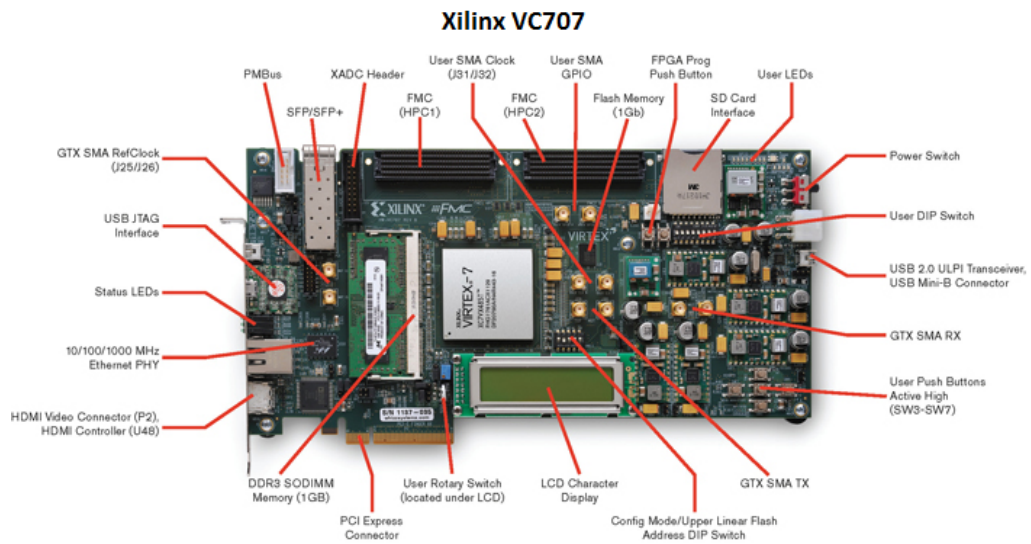 Xilinx VC707
PMBus
XADC Header
SFP/SFP+
FMC
(HPC1)
User SMA Clock
(J31/J32)
FMC
(HPC2)
User SMA
GPIO
Flash Memory
(1Gb)
FPGA Prog
Push Button
SD Card
Interface
User LEDs
GTX SMA RefClock
(J25/J26)
USB JTAG
Interface
Status LEDs
10/100/1000 MHz
Ethernet PHY
HDMI Video Connector (P2),
HDMI Controller (U48)
Power Switch
User DIP Switch
USB 2.0 ULPI Transceiver,
USB Mini-B Connector
GTX SMA RX
User Push Buttons
Active High
(SW3-SW7)
XILINX
FMC
VIRTEX
3M
XILINX
VIRTEX-7
S/N 1137-035
DDR3 SODIMM
Memory (1GB)
PCI Express
Connector
User Rotary Switch
(located under LCD)
LCD Character
Display
Config Mode/Upper Linear Flash
Address DIP Switch
GTX SMA TX